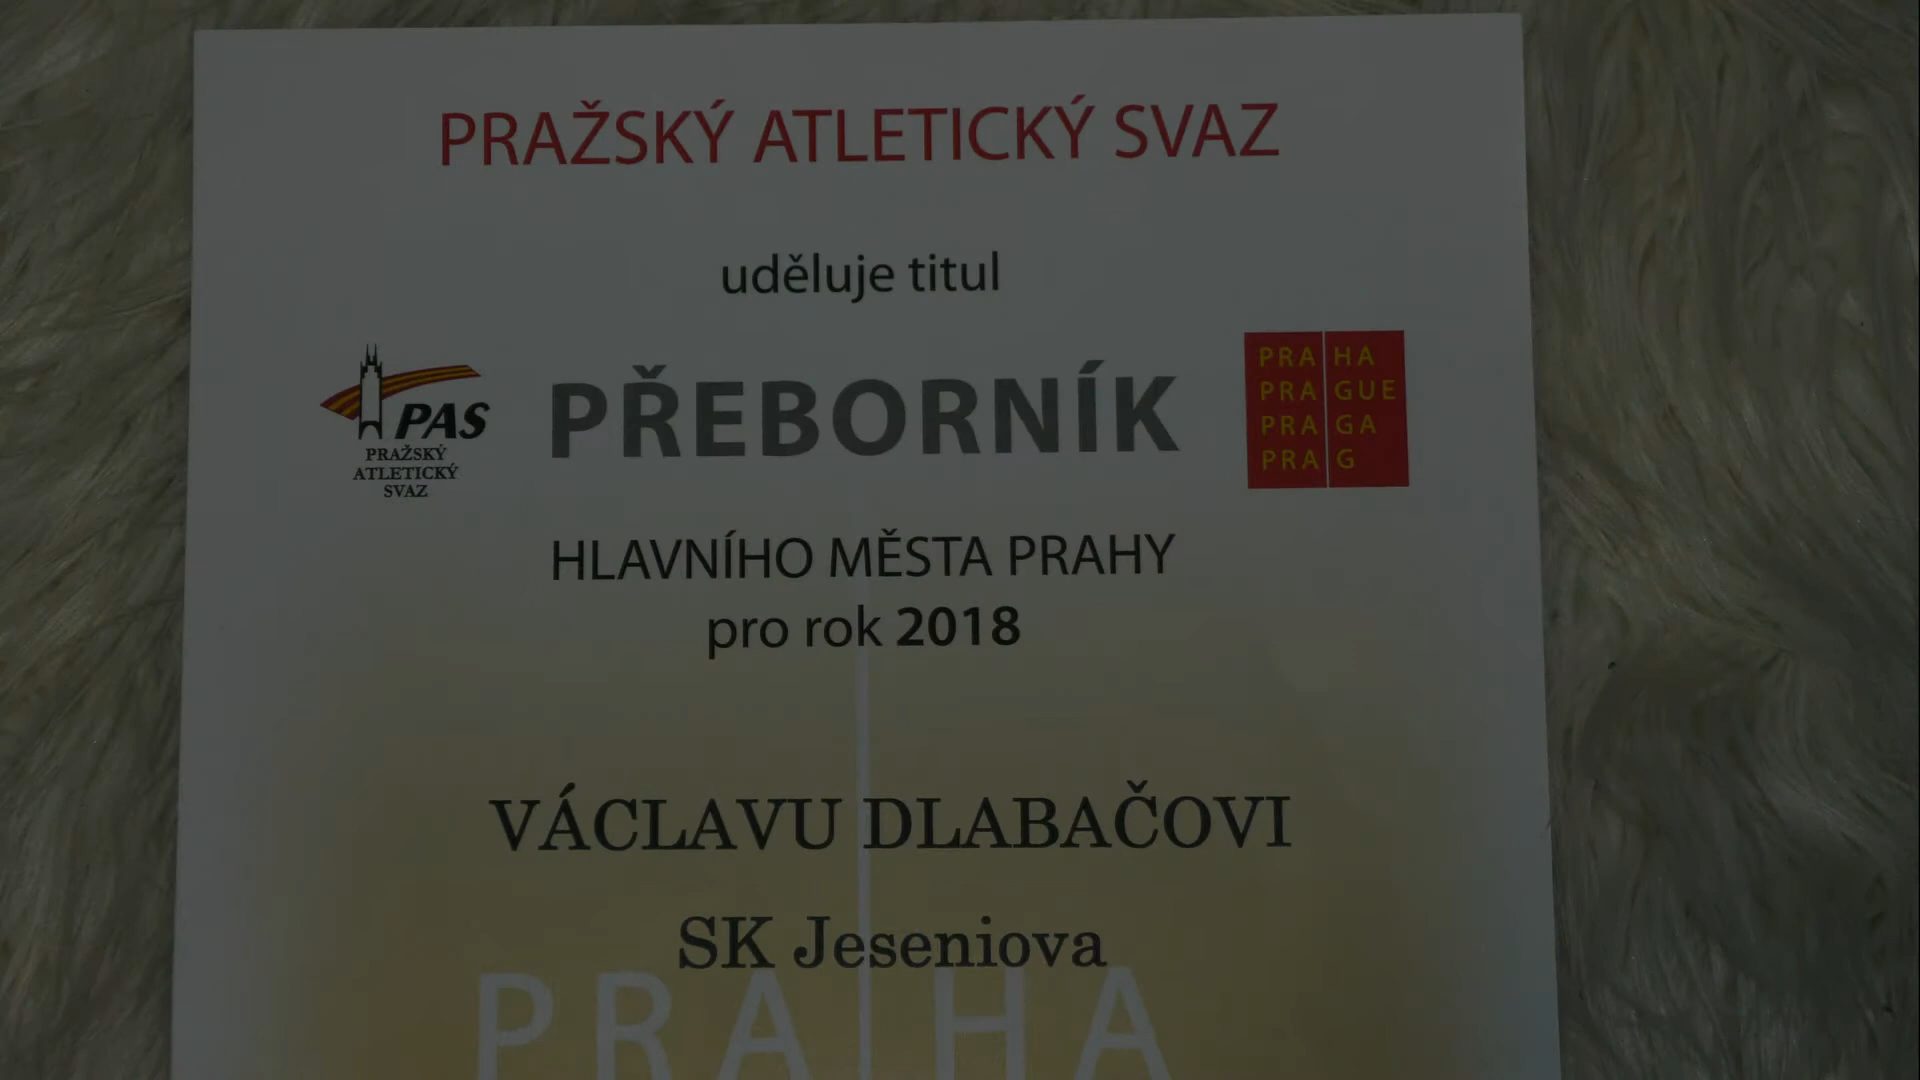 PRAŽSKÝ ATLETICKÝ SVAZ
uděluje titul
PAS
PRAŽSKÝ
ATLETICKÝ
SVAZ
PŘEBORNÍK
PRA HA
PRA GUE
PRA GA
PRA G
HLAVNÍHO MĚSTA PRAHY
pro rok 2018
VÁCLAVU DLABAČOVI
SK Jeseniova
PRA HA